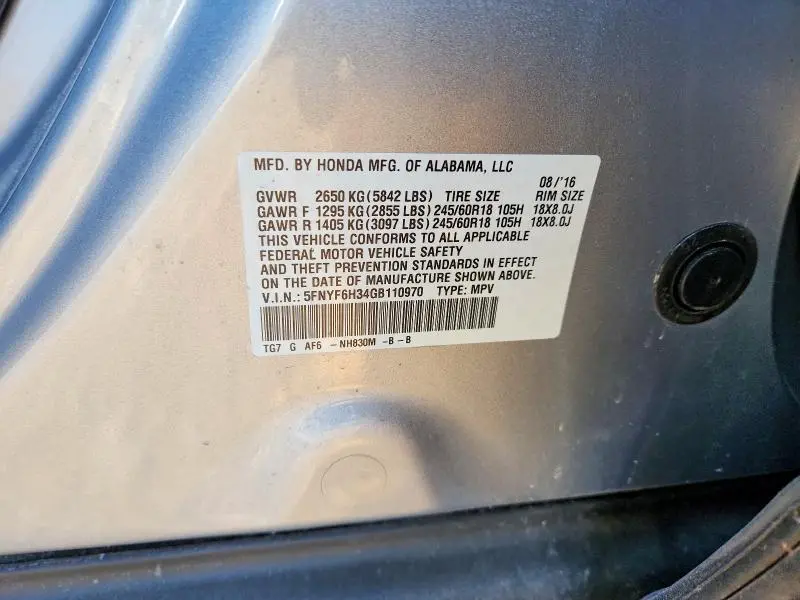 MFD. BY HONDA MFG. OF ALABAMA, LLC
08/'16
GVWR 2650 KG(5842 LBS) TIRE SIZE RIM SIZE
GAWR F 1295 KG(2855 LBS)245/60R18 105H 18X8.0J
GAWR R 1405 KG(3097 LBS)245/60R18 105H 18X8.0J
THIS VEHICLE CONFORMS TO ALL APPLICABLE
FEDERAL MOTOR VEHICLE SAFETY
AND THEFT PREVENTION STANDARDS IN EFFECT
ON THE DATE OF MANUFACTURE SHOWN ABOVE.
V.I.N.: 5FNYF6H34GB110970 TYPE: MPV
TG7 G AF6 -NH830M -B -B